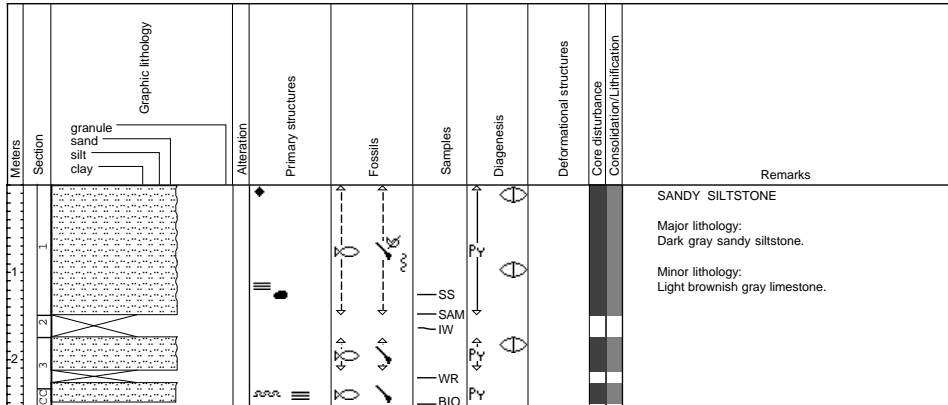 Meters
Section
Graphic lithology
granule
sand
silt
clay
Alteration
Primary structures
Fossils
Samples
Diagenesis
Deformational structures
Core disturbance
Consolidation/Lithification
Remarks
SANDY SILTSTONE
Major lithology:
Dark gray sandy siltstone.
Minor lithology:
Light brownish gray limestone.
1
Py
1
SS
SAM
2
IW
2
3
Py
WR
CC
Py
BIO